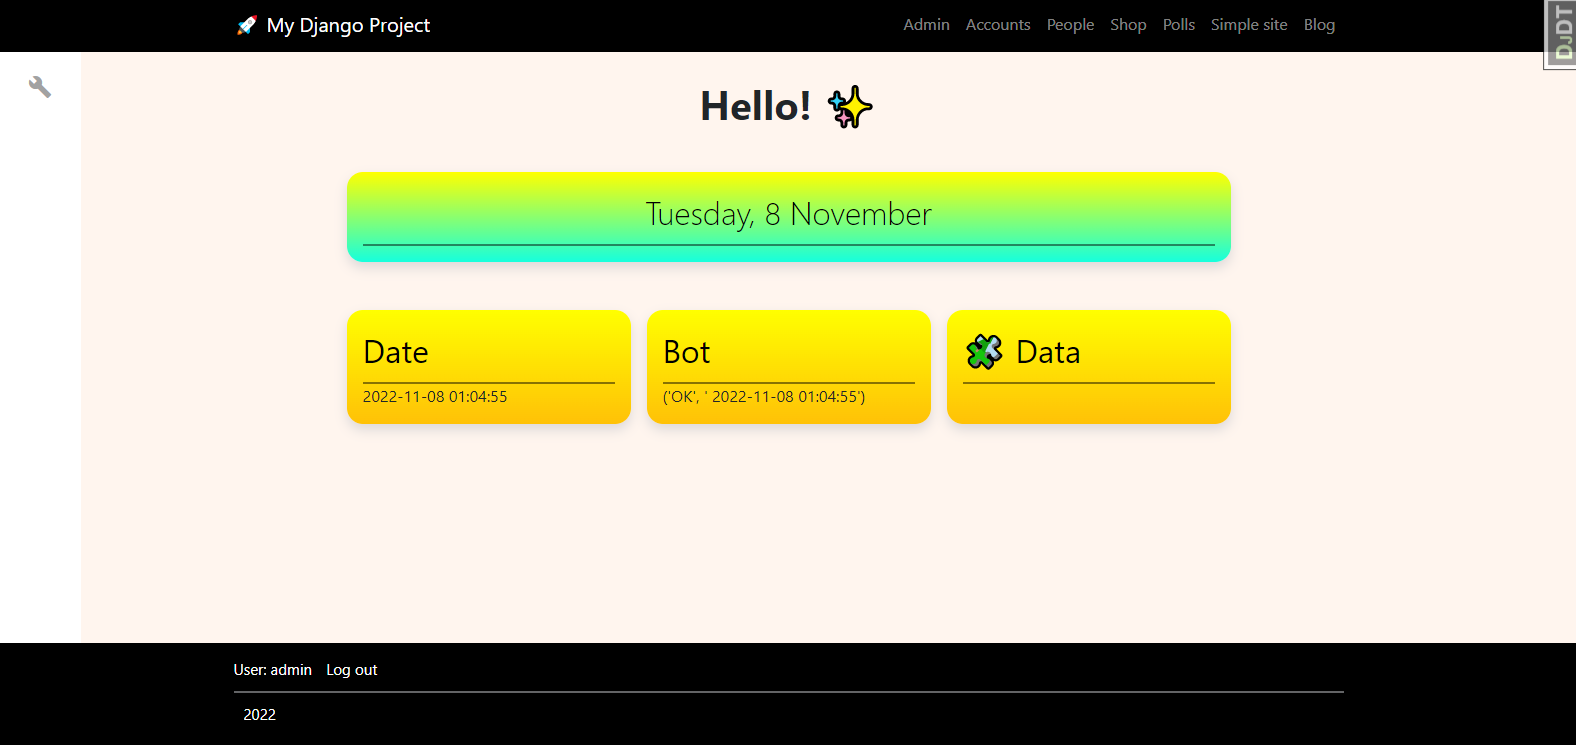 🚀 My Django Project
Admin Accounts People Shop Polls Simple site Blog
DJDT
Hello! ✨
Tuesday, 8 November
Date
2022-11-08 01:04:55
Bot
('OK', ' 2022-11-08 01:04:55')
🧩 Data
User: admin Log out
2022